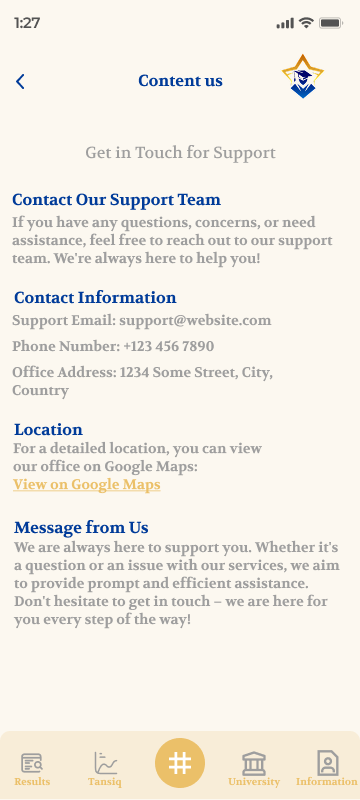 1:27
Content us
Get in Touch for Support
Contact Our Support Team
If you have any questions, concerns, or need
assistance, feel free to reach out to our support
team. We're always here to help you!
Contact Information
Support Email: support@website.com
Phone Number: +123 456 7890
Office Address: 1234 Some Street, City,
Country
Location
For a detailed location, you can view
our office on Google Maps:
View on Google Maps
Message from Us
We are always here to support you. Whether it's
a question or an issue with our services, we aim
to provide prompt and efficient assistance.
Don't hesitate to get in touch – we are here for
you every step of the way!
Results Tansiq University Information